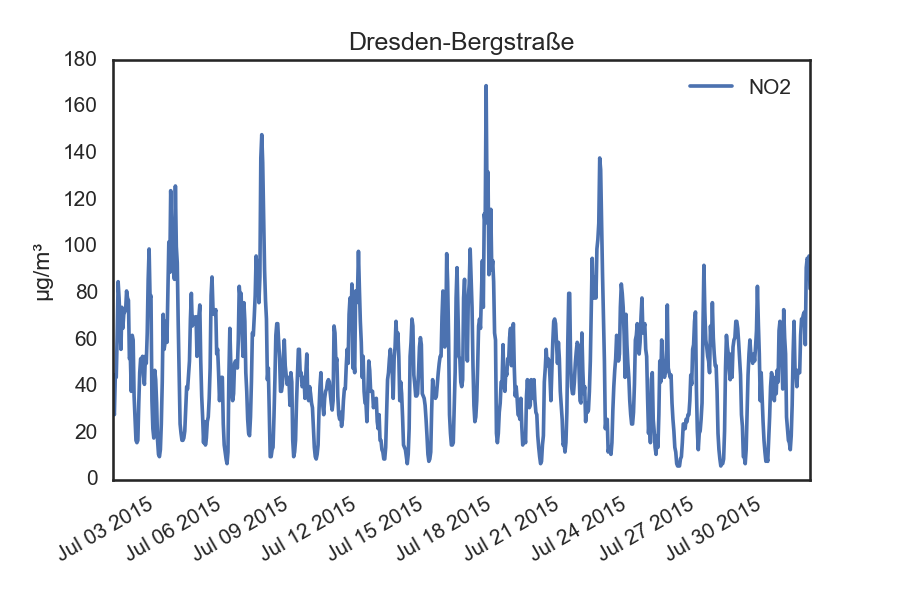 Dresden-Bergstraße
180
160
140
120
100
80
60
40
20
0
µg/m³
NO2
Jul 03 2015
Jul 06 2015
Jul 09 2015
Jul 12 2015
Jul 15 2015
Jul 18 2015
Jul 21 2015
Jul 24 2015
Jul 27 2015
Jul 30 2015